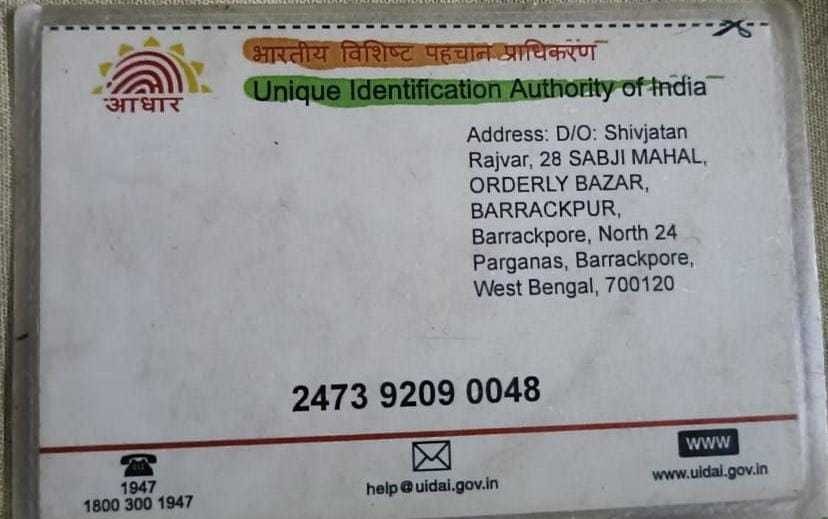 भारतीय विशिष्ट पहचान प्राधिकरण
आधार
Unique Identification Authority of India
Address: D/O: Shivjatan
Rajvar, 28 SABJI MAHAL,
ORDERLY BAZAR,
BARRACKPUR,
Barrackpore, North 24
Parganas, Barrackpore,
West Bengal, 700120
2473 9209 0048
1947
1800 300 1947
help@uidai.gov.in
WWW
www.uidai.gov.in